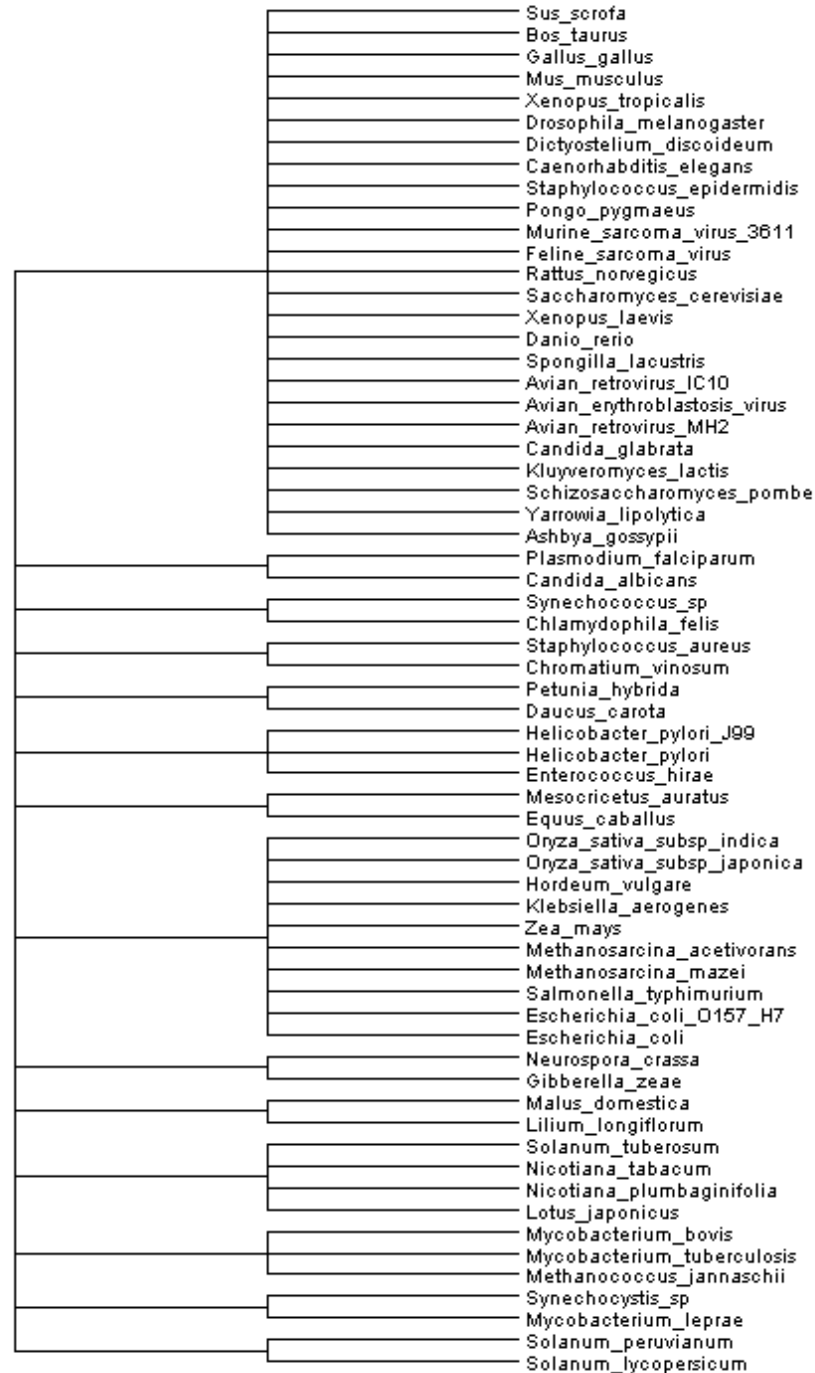 Sus_scrofa
Bos_taurus
Gallus_gallus
Mus_musculus
Xenopus_tropicalis
Drosophila_melanogaster
Dictyostelium_discoideum
Caenorhabditis_elegans
Staphylococcus_epidermidis
Pongo_pygmaeus
Murine_sarcoma_virus_3611
Feline_sarcoma_virus
Rattus_norvegicus
Saccharomyces_cerevisiae
Xenopus_laevis
Danio_rerio
Spongilla_lacustris
Avian_retrovirus_IC10
Avian_erythroblastosis_virus
Avian_retrovirus_MH2
Candida_glabrata
Kluyveromyces_lactis
Schizosaccharomyces_pombe
Yarrowia_lipolytica
Ashbya_gossypii
Plasmodium_falciparum
Candida_albicans
Synechococcus_sp
Chlamydophila_felis
Staphylococcus_aureus
Chromatium_vinosum
Petunia_hybrida
Daucus_carota
Helicobacter_pylori_J99
Helicobacter_pylori
Enterococcus_hirae
Mesocricetus_auratus
Equus_caballus
Oryza_sativa_subsp_indica
Oryza_sativa_subsp_japonica
Hordeum_vulgare
Klebsiella_aerogenes
Zea_mays
Methanosarcina_acetivorans
Methanosarcina_mazei
Salmonella_typhimurium
Escherichia_coli_O157_H7
Escherichia_coli
Neurospora_crassa
Gibberella_zeae
Malus_domestica
Lilium_longiflorum
Solanum_tuberosum
Nicotiana_tabacum
Nicotiana_plumbaginifolia
Lotus_japonicus
Mycobacterium_bovis
Mycobacterium_tuberculosis
Methanococcus_jannaschii
Synechocystis_sp
Mycobacterium_leprae
Solanum_peruvianum
Solanum_lycopersicum